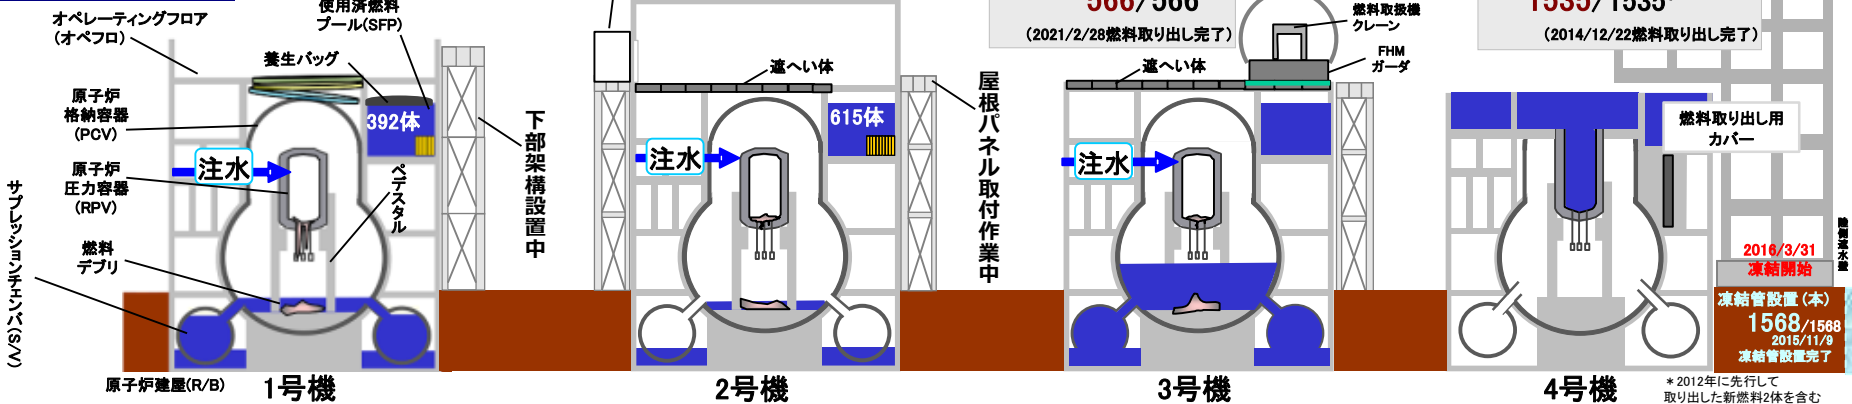 オペレーティングフロア
(オペフロ)
使用済燃料
プール(SFP)
養生バッグ
原子炉
格納容器
(PCV)
392体
注水
原子炉
圧力容器
(RPV)
ペデスタル
燃料
デブリ
サプレッションチェンバ(S/C)
原子炉建屋(R/B)
1号機
下部架構設置中
遮へい体
615体
注水
2号機
屋根パネル取付作業中
566/566
(2021/2/28燃料取り出し完了)
燃料取扱機
クレーン
FHM
ガーダ
遮へい体
注水
3号機
1535/1535*
(2014/12/22燃料取り出し完了)
燃料取り出し用
カバー
4号機
陸側遮水壁
2016/3/31
凍結開始
凍結管設置(本)
1568/1568
2015/11/9
凍結管設置完了
*2012年に先行して
取り出した新燃料2体を含む